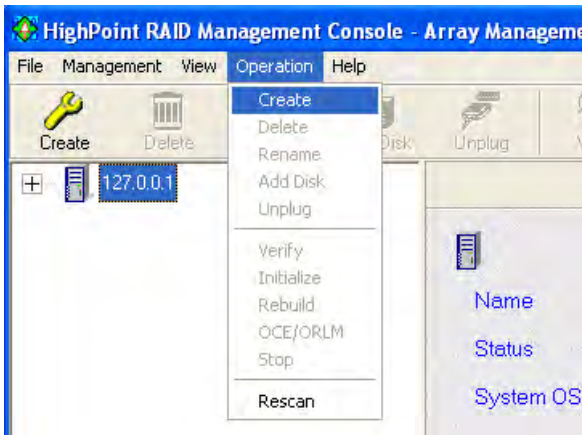 HighPoint RAID Management Console - Array Manageme
File Management View Operation Help
Create Delete Disk Unplug
127.0.0.1
Create
Delete
Rename
Add Disk
Unplug
Verify
Initialize
Rebuild
OCE/ORLM
Stop
Rescan
Name
Status
System OS